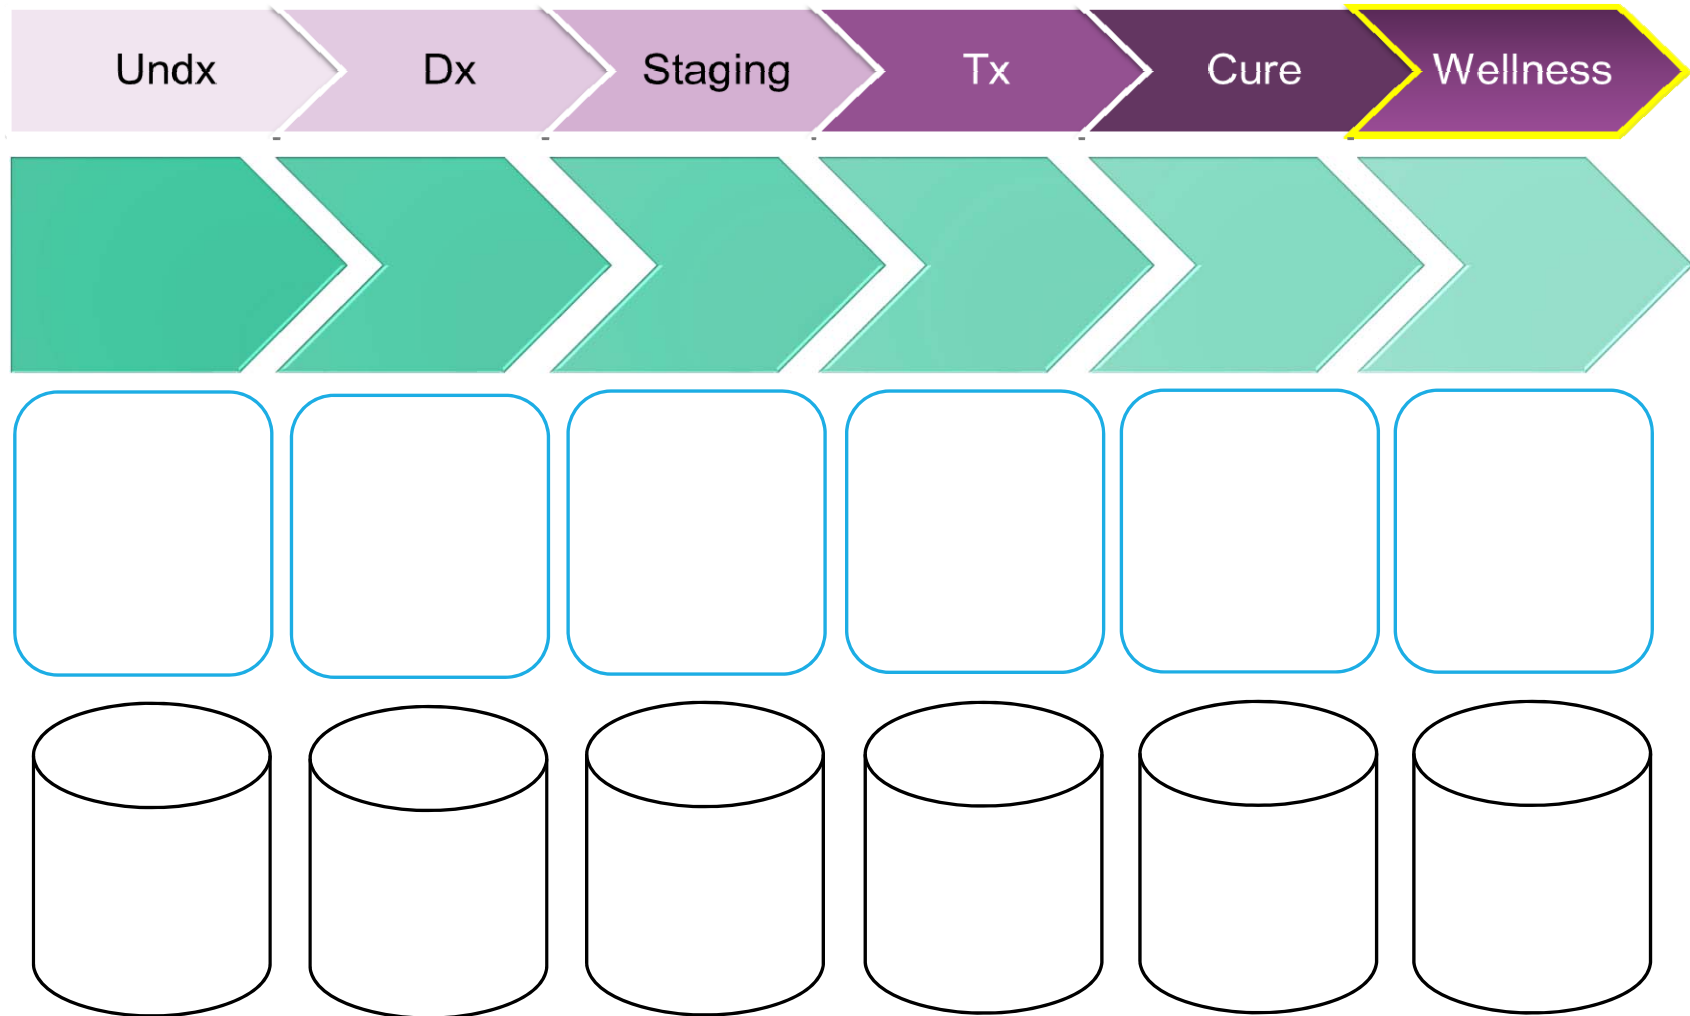 Undx
Dx
Staging
Tx
Cure
Wellness